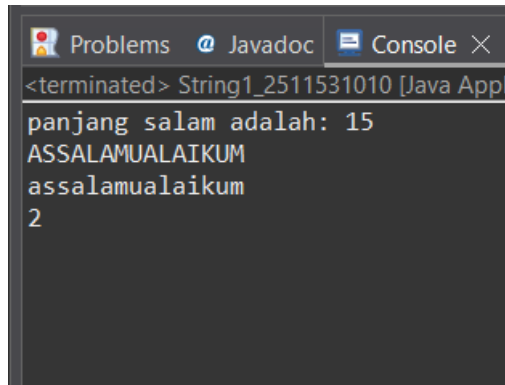 Problems @ Javadoc Console ×
<terminated> String1_2511531010 [Java Appl
panjang salam adalah: 15
ASSALAMUALAIKUM
assalamualaikum
2